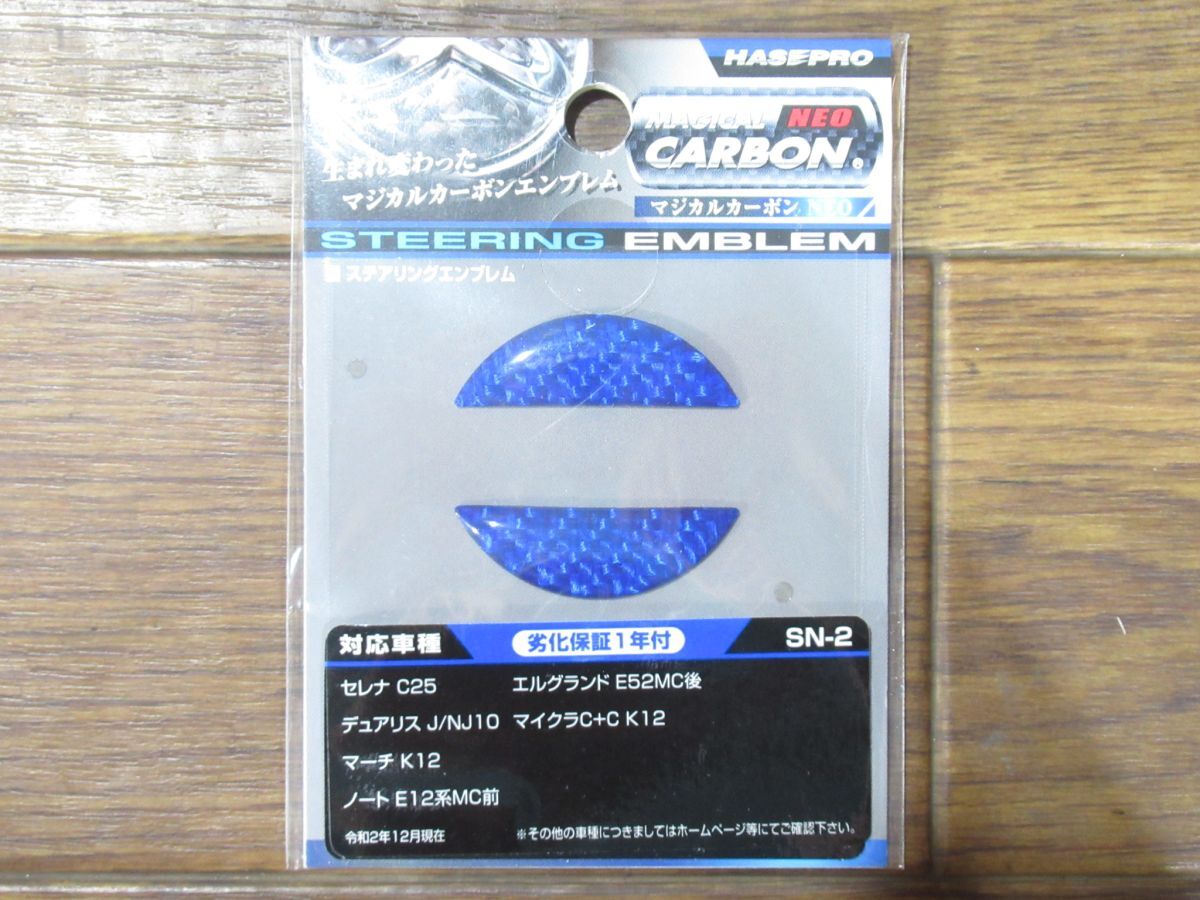 HASEPRO
MAGICAL NEO
CARBON®
生まれ変わった
マジカルカーボンエンブレム
マジカルカーボン NEO
STEERING EMBLEM
ステアリングエンブレム
対応車種 劣化保証1年付 SN-2
セレナ C25 エルグランド E52MC後
デュアリス J/NJ10 マイクラC+C K12
マーチ K12
ノート E12系MC前
令和2年12月現在 ※その他の車種につきましてはホームページ等にてご確認下さい。